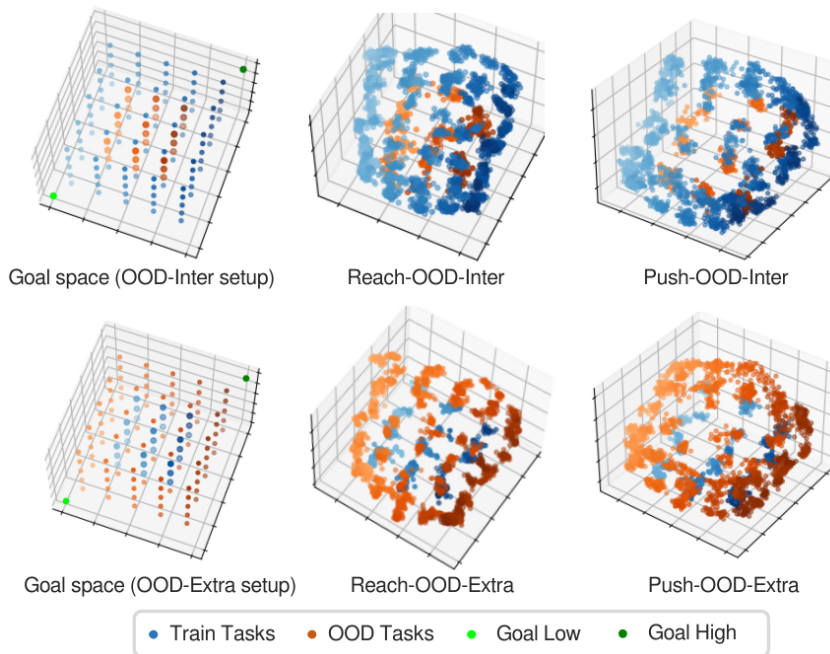 Goal space (OOD-Inter setup) Reach-OOD-Inter Push-OOD-Inter
Goal space (OOD-Extra setup) Reach-OOD-Extra Push-OOD-Extra
Train Tasks OOD Tasks Goal Low Goal High